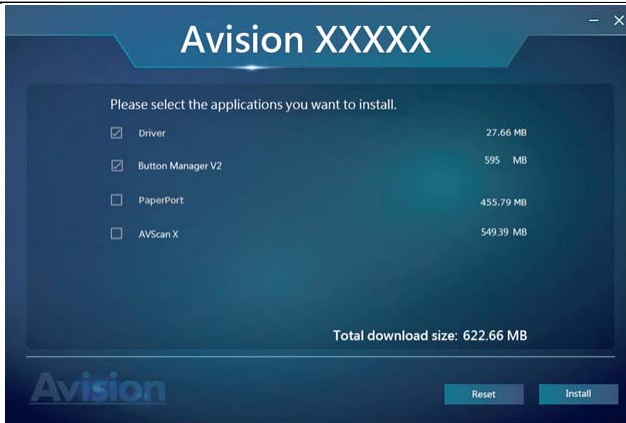 Avision XXXXX
Please select the applications you want to install.
Driver 27.66 MB
Button Manager V2 595 MB
PaperPort 455.79 MB
AVScan X 549.39 MB
Total download size: 622.66 MB
Avision
Reset Install